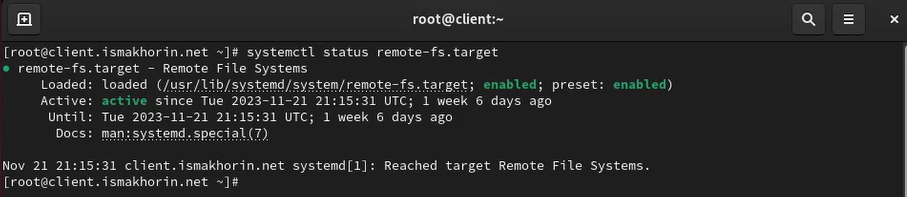 root@client:~
[root@client.ismakhorin.net ~]# systemctl status remote-fs.target
● remote-fs.target - Remote File Systems
Loaded: loaded (/usr/lib/systemd/system/remote-fs.target; enabled; preset: enabled)
Active: active since Tue 2023-11-21 21:15:31 UTC; 1 week 6 days ago
Until: Tue 2023-11-21 21:15:31 UTC; 1 week 6 days ago
Docs: man:systemd.special(7)
Nov 21 21:15:31 client.ismakhorin.net systemd[1]: Reached target Remote File Systems.
[root@client.ismakhorin.net ~]#